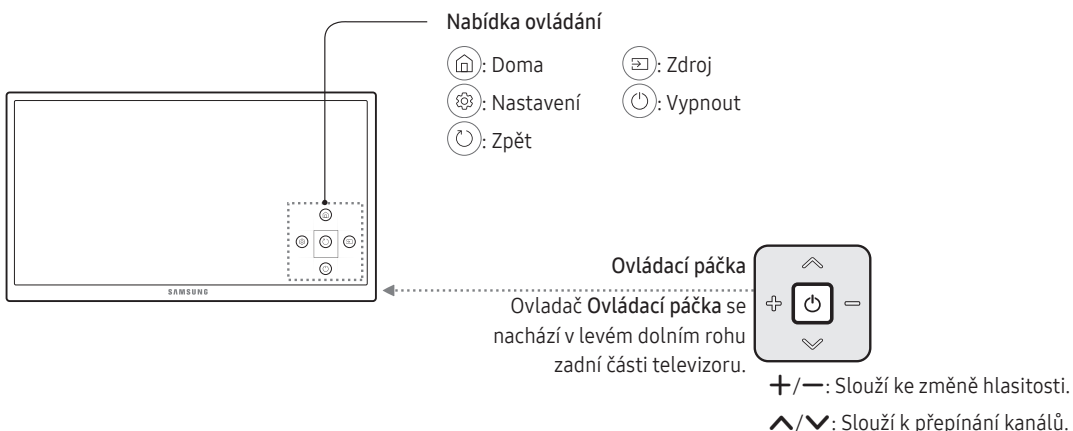 Nabídka ovládání
: Doma
: Zdroj
: Nastavení
: Vypnout
: Zpět
SAMSUNG
Ovládací páčka
Ovladač Ovládací páčka se
nachází v levém dolním rohu
zadní části televizoru.
+/−: Slouží ke změně hlasitosti.
∧/∨: Slouží k přepínání kanálů.